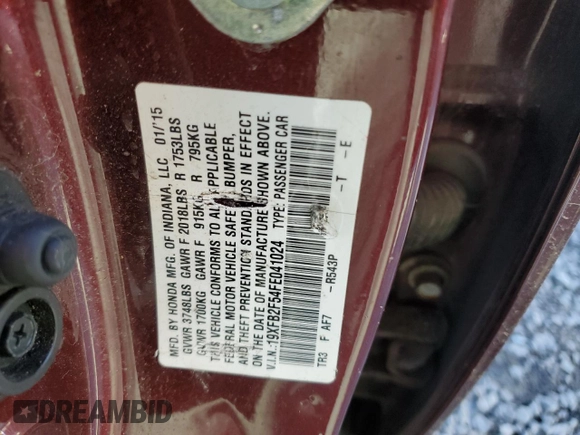 MFD. BY HONDA MFG. OF INDIANA, LLC 01/'15
GVWR 3748LBS GAWR F 2018LBS R 1753LBS
GVWR 1700KG GAWR F 915KG R 795KG
THIS VEHICLE CONFORMS TO ALL APPLICABLE
FEDERAL MOTOR VEHICLE SAFETY, BUMPER,
AND THEFT PREVENTION STANDARDS IN EFFECT
ON THE DATE OF MANUFACTURE SHOWN ABOVE.
V.I.N.:19XFB2F54FE041024 TYPE: PASSENGER CAR
TR3 F AF7 -R543P -T -E
DREAMBID